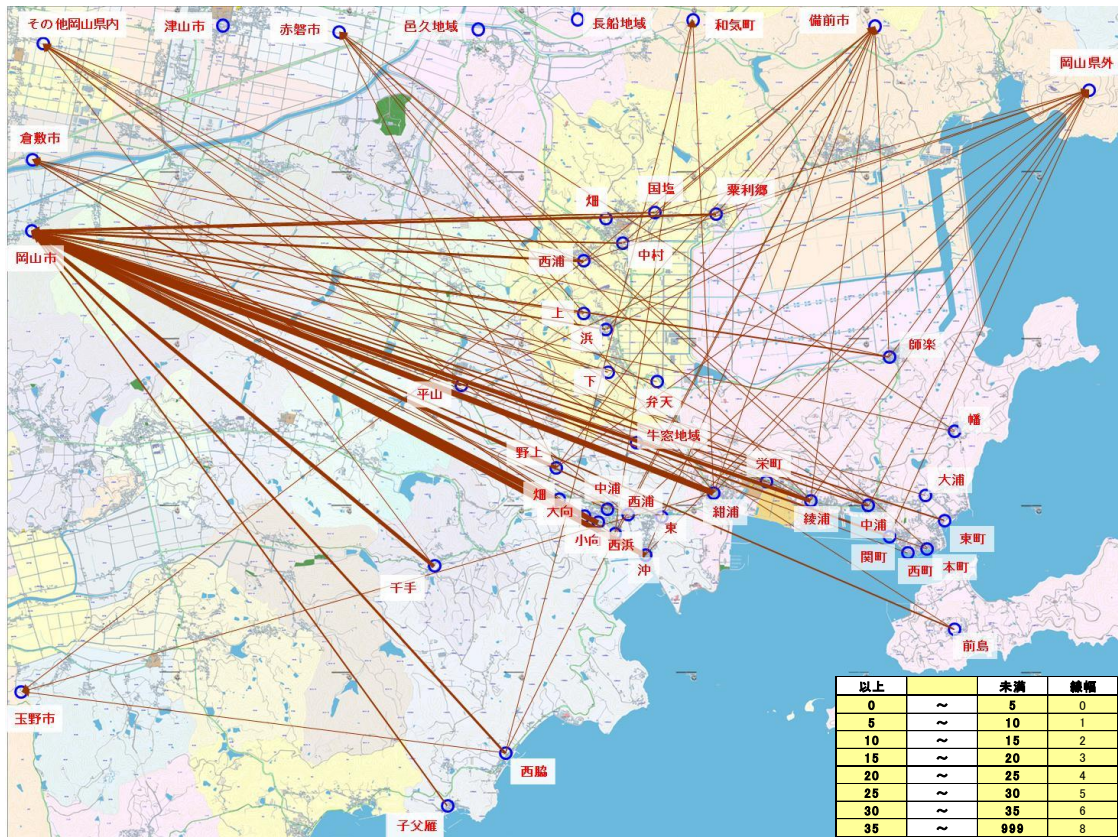 その他岡山県内
津山市
赤磐市
邑久地域
長船地域
和気町
備前市
岡山県外
倉敷市
岡山市
畑
国塩
粟利郷
中村
西浦
上
浜
師楽
下
弁天
平山
幡
牛窓地域
野上
栄町
大浦
畑
中浦
西浦
大向
紺浦
綾浦
中浦
東町
小向
西浜
東
関町
西町
本町
沖
千手
前島
玉野市
西脇
子父雁
以上 未満 線幅
0 ～ 5 0
5 ～ 10 1
10 ～ 15 2
15 ～ 20 3
20 ～ 25 4
25 ～ 30 5
30 ～ 35 6
35 ～ 999 8